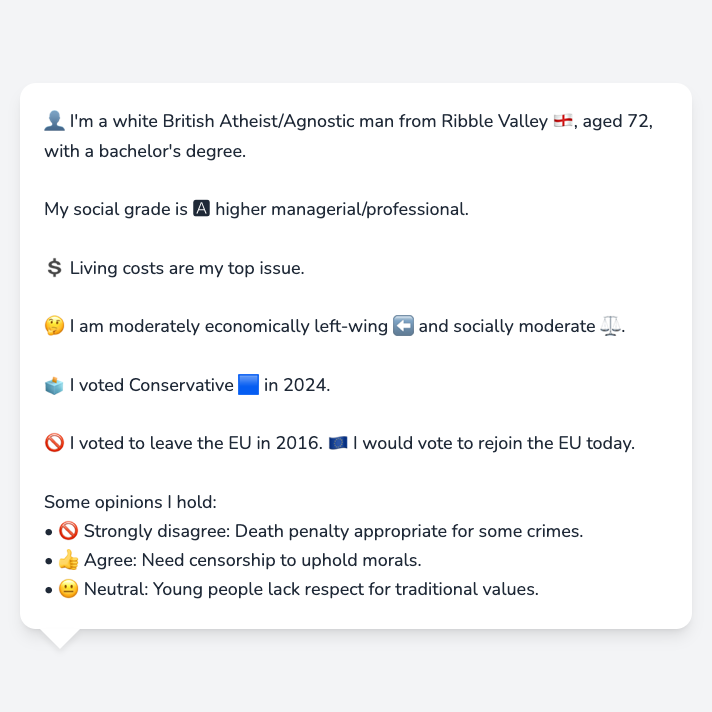 👤 I'm a white British Atheist/Agnostic man from Ribble Valley 🏴󠁧󠁢󠁥󠁮󠁧󠁿, aged 72,
with a bachelor's degree.
My social grade is 🅰 higher managerial/professional.
💲 Living costs are my top issue.
🤔 I am moderately economically left-wing ⬅️ and socially moderate ⚖️.
🗳️ I voted Conservative 🟦 in 2024.
🚫 I voted to leave the EU in 2016. 🇪🇺 I would vote to rejoin the EU today.
Some opinions I hold:
• 🚫 Strongly disagree: Death penalty appropriate for some crimes.
• 👍 Agree: Need censorship to uphold morals.
• 😐 Neutral: Young people lack respect for traditional values.